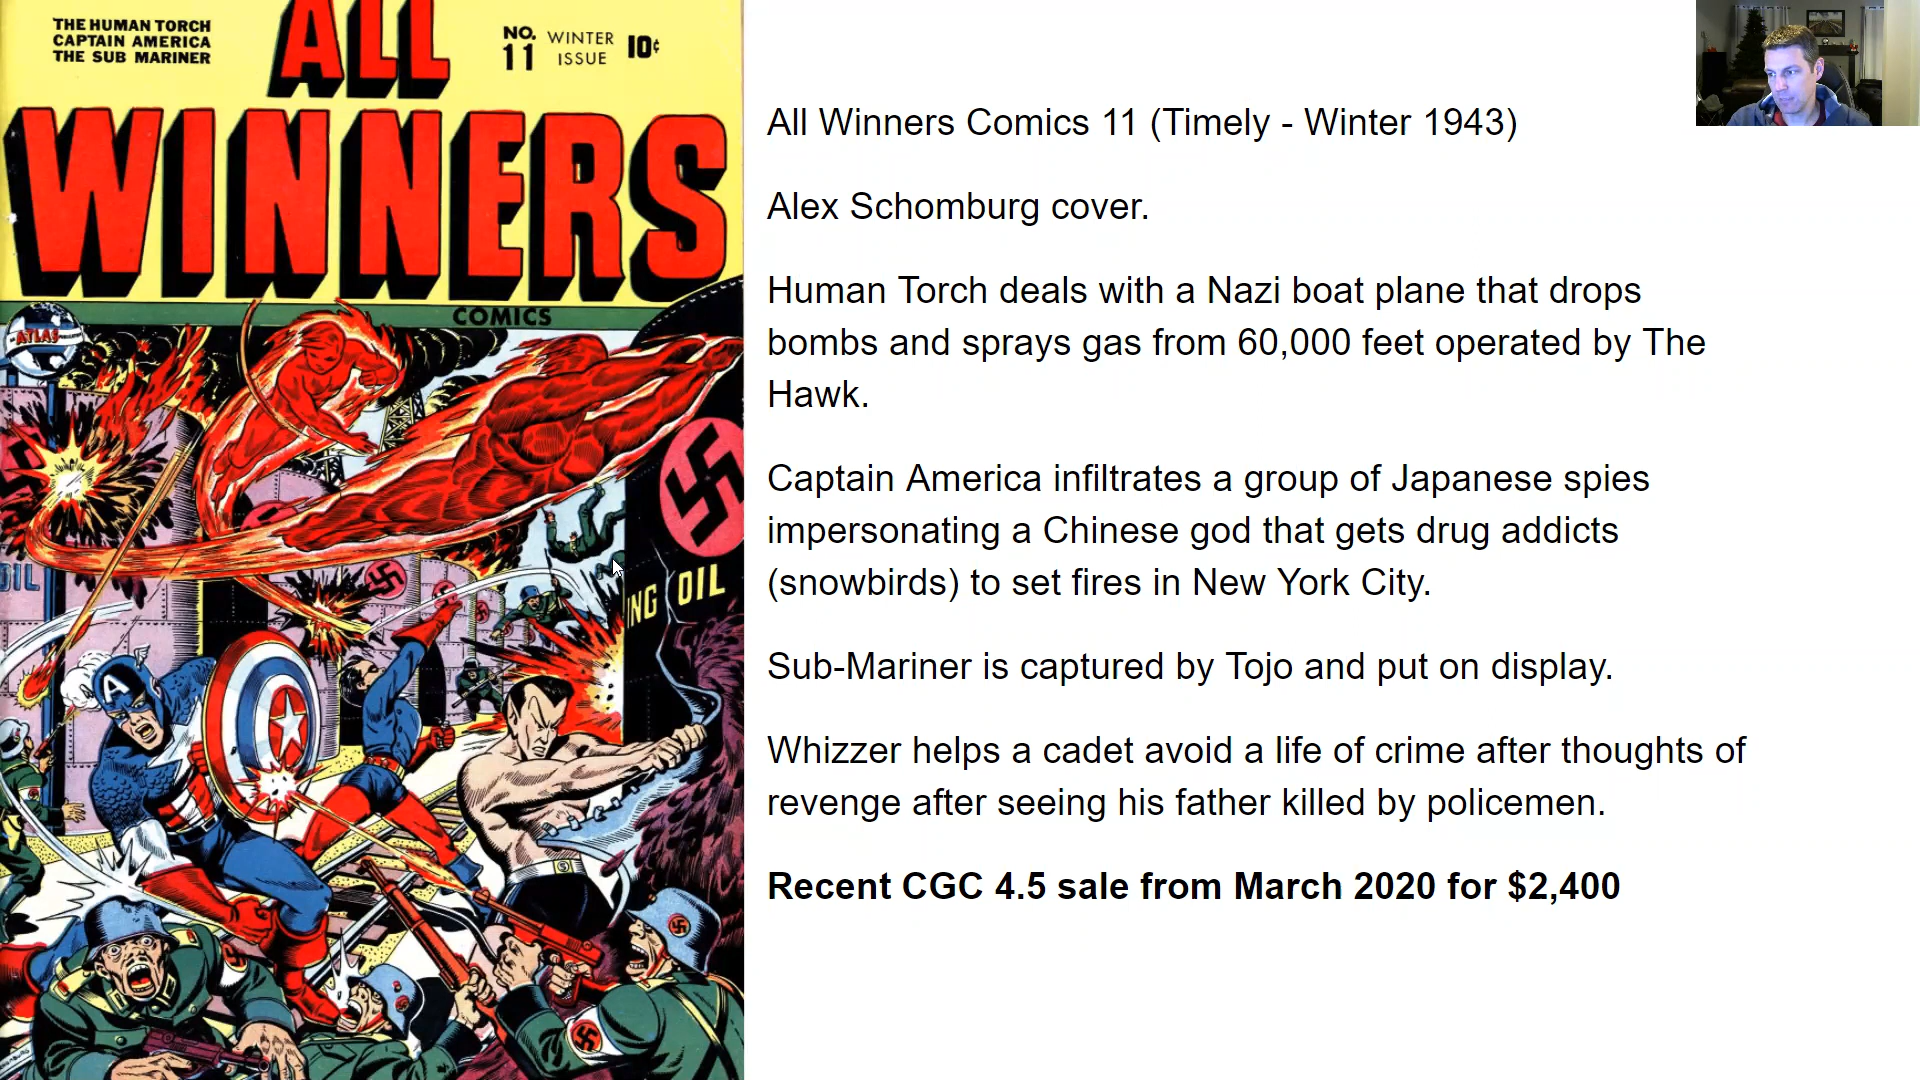 THE HUMAN TORCH
CAPTAIN AMERICA
THE SUB MARINER
NO. 11
WINTER ISSUE
10¢
ALL
WINNERS
COMICS
ATLAS
OIL
ING OIL
A
All Winners Comics 11 (Timely - Winter 1943)
Alex Schomburg cover.
Human Torch deals with a Nazi boat plane that drops
bombs and sprays gas from 60,000 feet operated by The
Hawk.
Captain America infiltrates a group of Japanese spies
impersonating a Chinese god that gets drug addicts
(snowbirds) to set fires in New York City.
Sub-Mariner is captured by Tojo and put on display.
Whizzer helps a cadet avoid a life of crime after thoughts of
revenge after seeing his father killed by policemen.
Recent CGC 4.5 sale from March 2020 for $2,400